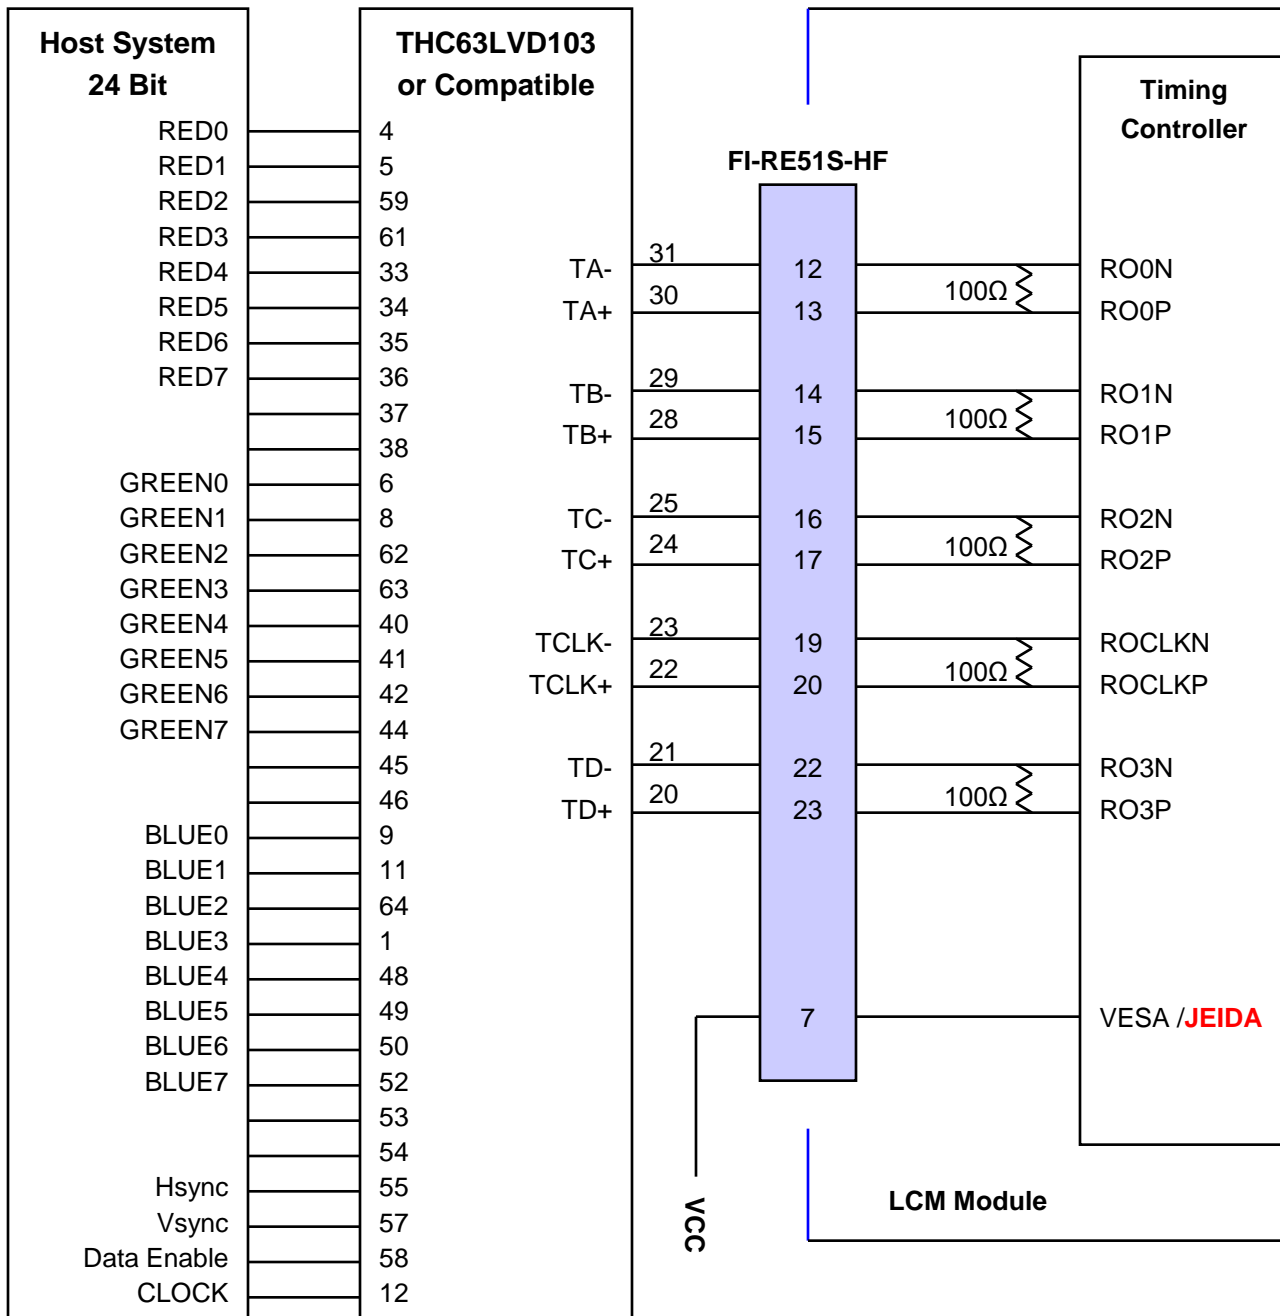 Host System
24 Bit
THC63LVD103
or Compatible
Timing
Controller
FI-RE51S-HF
RED0 4
RED1 5
RED2 59
RED3 61
RED4 33
RED5 34
RED6 35
RED7 36
37
38
GREEN0 6
GREEN1 8
GREEN2 62
GREEN3 63
GREEN4 40
GREEN5 41
GREEN6 42
GREEN7 44
45
46
BLUE0 9
BLUE1 11
BLUE2 64
BLUE3 1
BLUE4 48
BLUE5 49
BLUE6 50
BLUE7 52
53
54
Hsync 55
Vsync 57
Data Enable 58
CLOCK 12
TA- 31 12 RO0N
100Ω
TA+ 30 13 RO0P
TB- 29 14 RO1N
100Ω
TB+ 28 15 RO1P
TC- 25 16 RO2N
100Ω
TC+ 24 17 RO2P
TCLK- 23 19 ROCLKN
100Ω
TCLK+ 22 20 ROCLKP
TD- 21 22 RO3N
100Ω
TD+ 20 23 RO3P
7 VESA /JEIDA
VCC
LCM Module